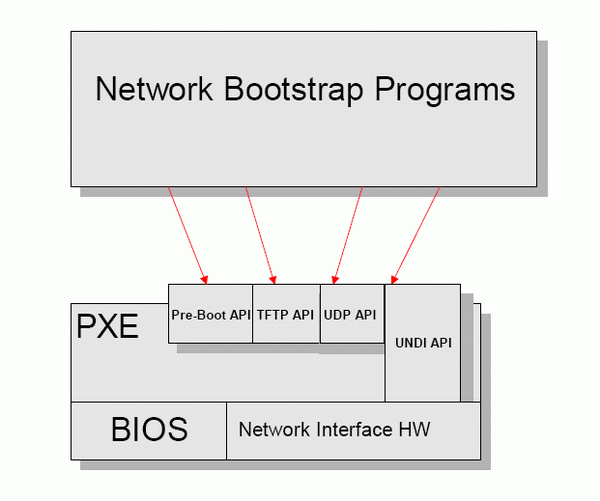 Network Bootstrap Programs
Pre-Boot API
TFTP API
UDP API
PXE
UNDI API
BIOS
Network Interface HW